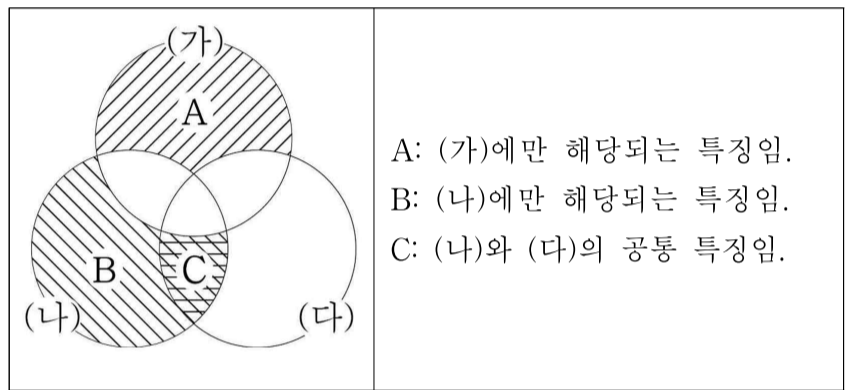 (가)
A
B
C
(나)
(다)
A: (가)에만 해당되는 특징임.
B: (나)에만 해당되는 특징임.
C: (나)와 (다)의 공통 특징임.